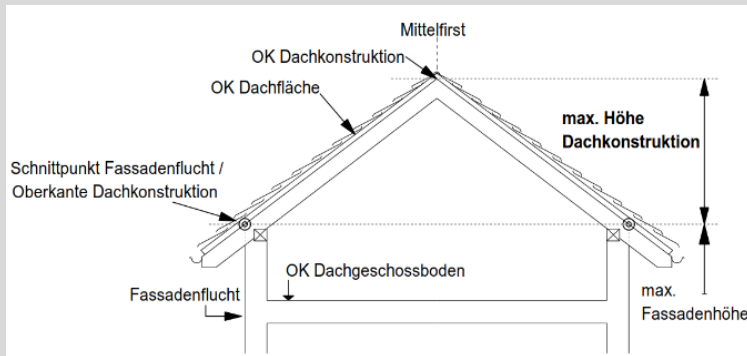 Mittelfirst
OK Dachkonstruktion
OK Dachfläche
max. Höhe
Dachkonstruktion
Schnittpunkt Fassadenflucht /
Oberkante Dachkonstruktion
OK Dachgeschossboden
Fassadenflucht
max.
Fassadenhöhe